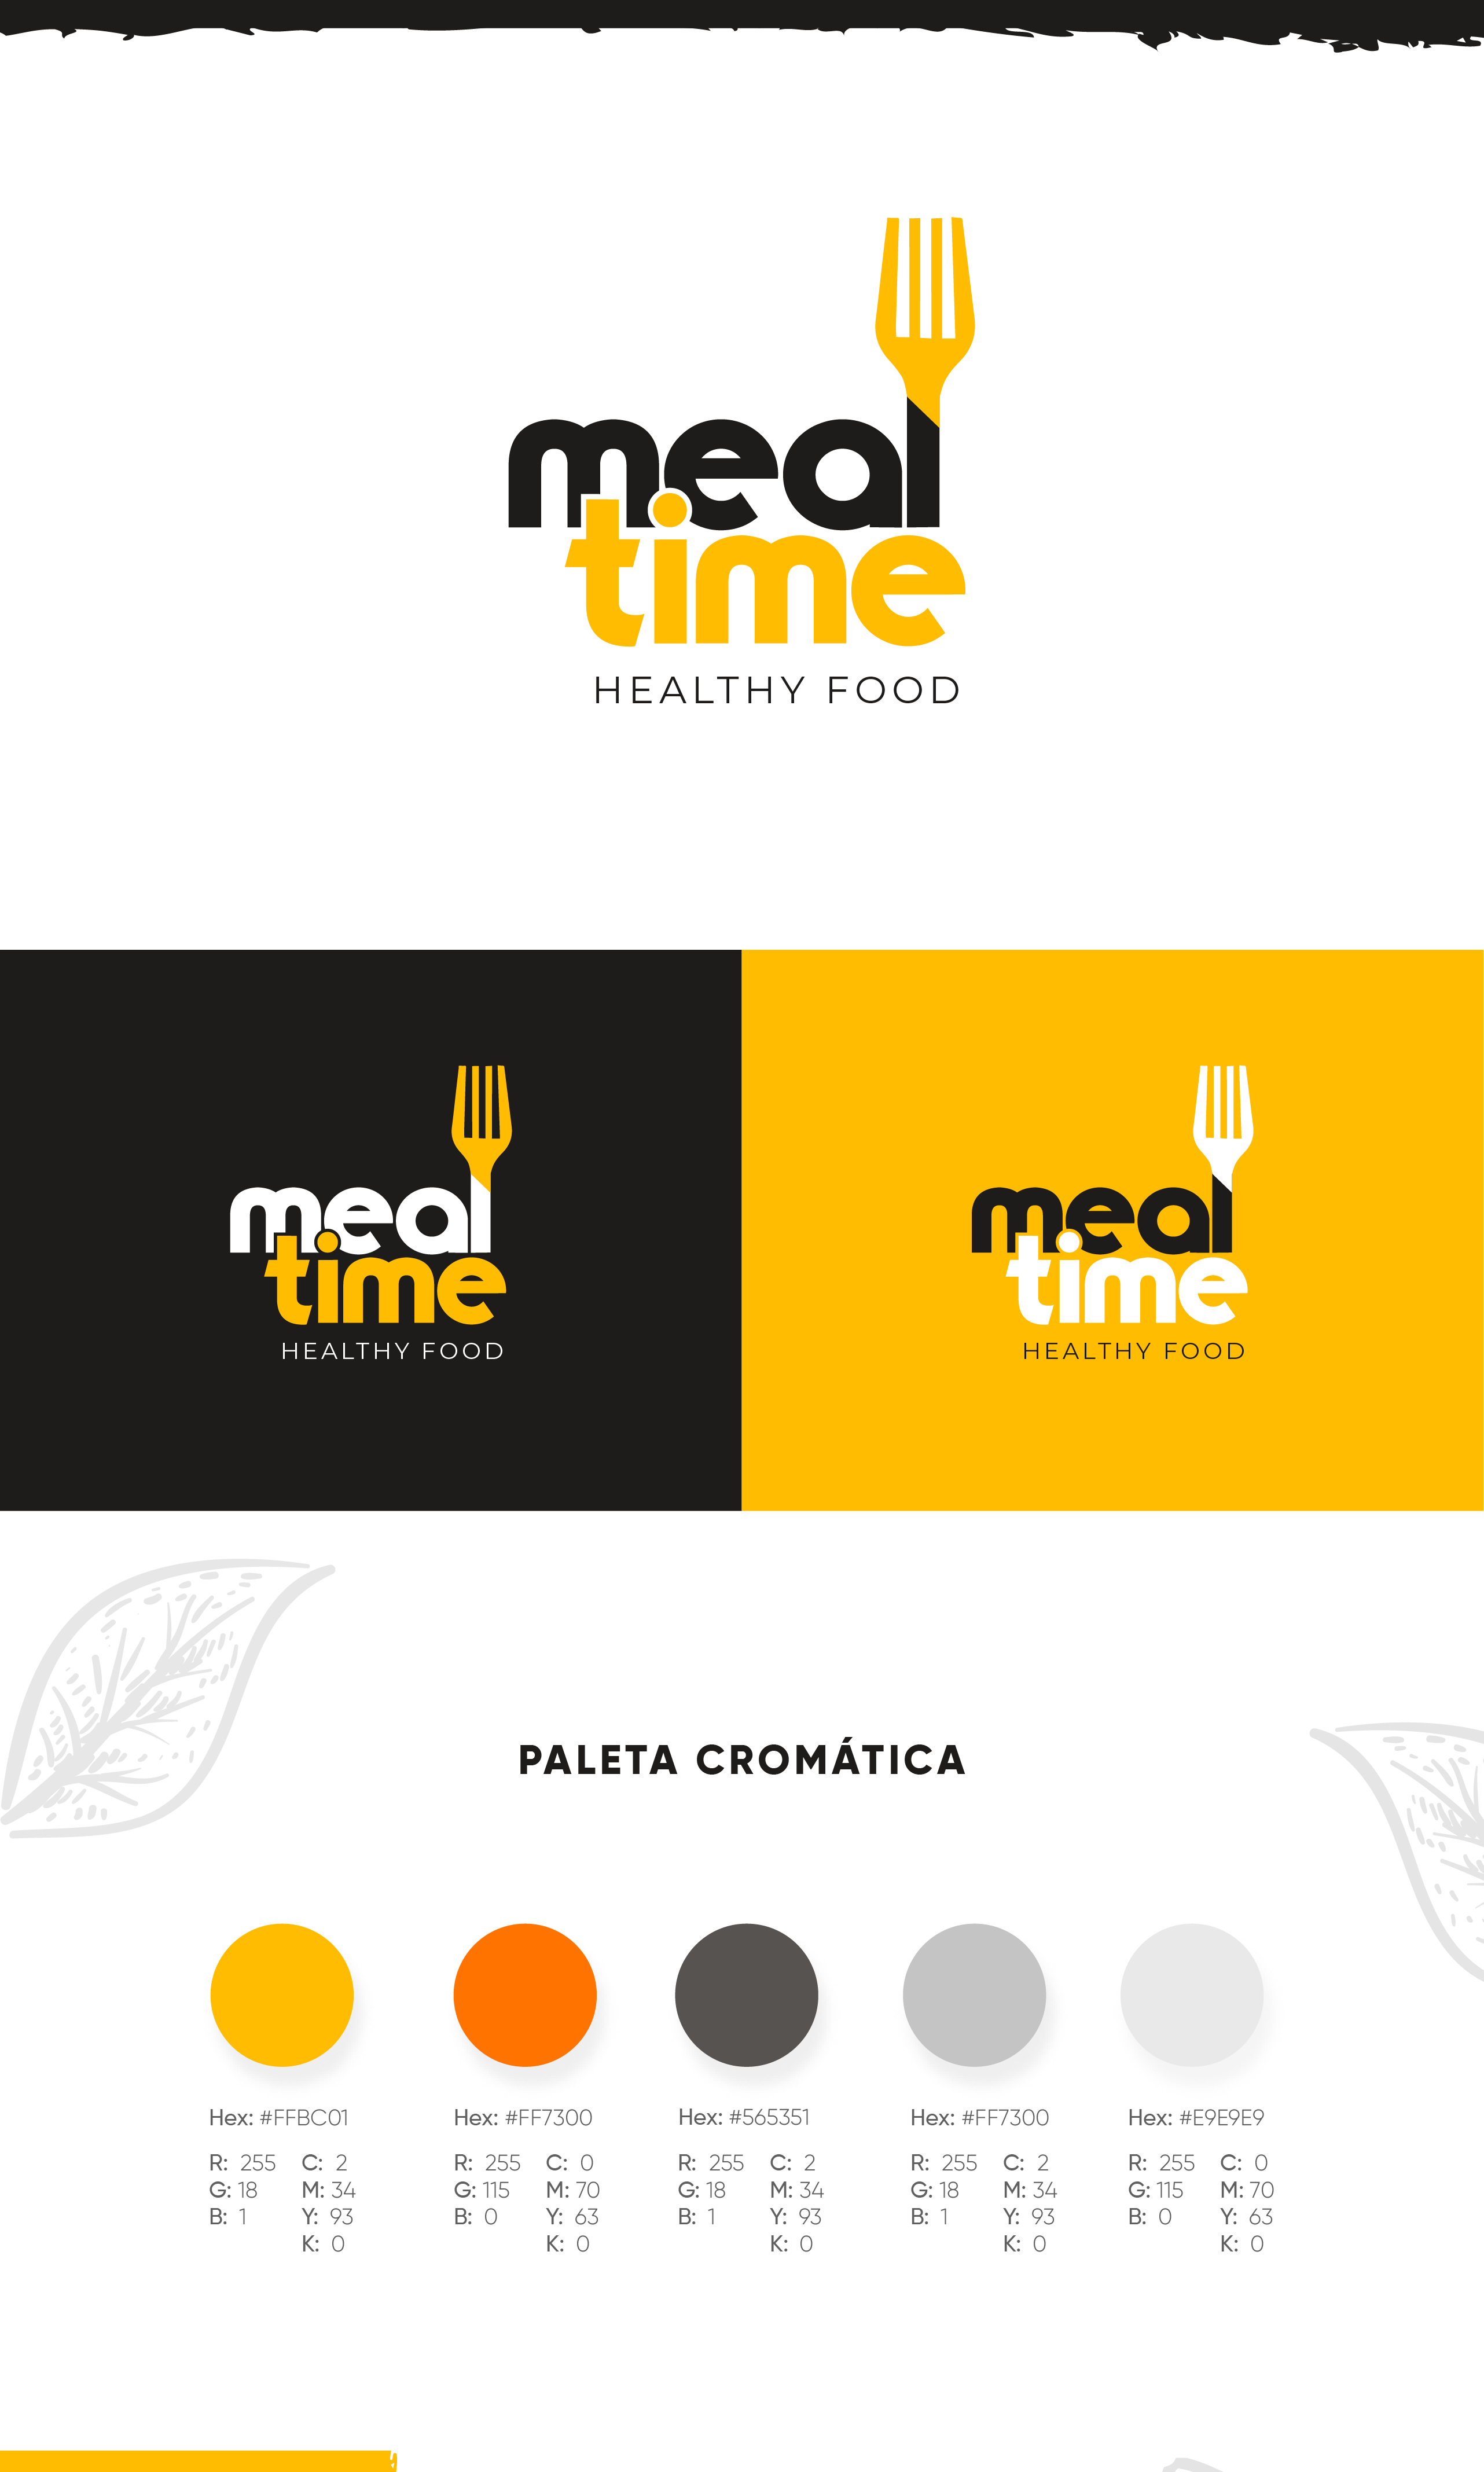 meal
time
HEALTHY FOOD
meal
time
HEALTHY FOOD
meal
time
HEALTHY FOOD
PALETA CROMÁTICA
Hex: #FFBC01
R: 255 C: 2
G: 18 M: 34
B: 1 Y: 93
K: 0
Hex: #FF7300
R: 255 C: 0
G: 115 M: 70
B: 0 Y: 63
K: 0
Hex: #565351
R: 255 C: 2
G: 18 M: 34
B: 1 Y: 93
K: 0
Hex: #FF7300
R: 255 C: 2
G: 18 M: 34
B: 1 Y: 93
K: 0
Hex: #E9E9E9
R: 255 C: 0
G: 115 M: 70
B: 0 Y: 63
K: 0